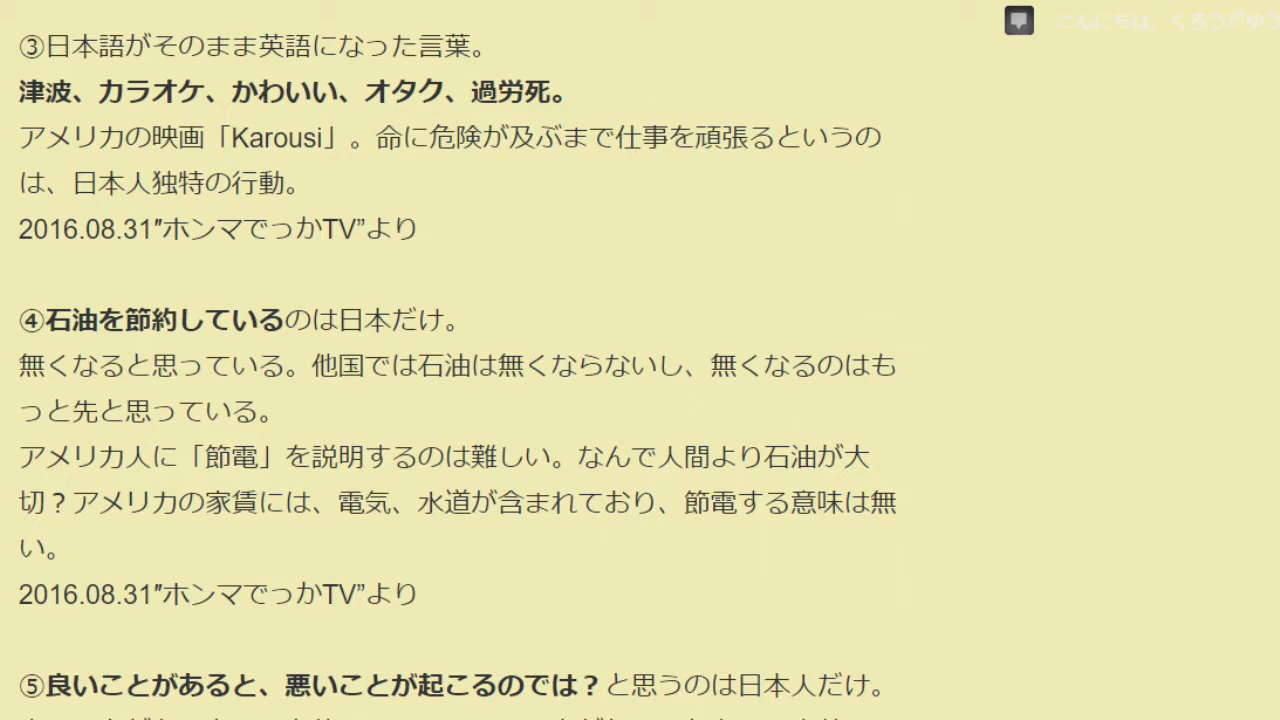 こんにちは、くろうどゆう
③日本語がそのまま英語になった言葉。
津波、カラオケ、かわいい、オタク、過労死。
アメリカの映画「Karousi」。命に危険が及ぶまで仕事を頑張るというの
は、日本人独特の行動。
2016.08.31”ホンマでっかTV”より
④石油を節約しているのは日本だけ。
無くなると思っている。他国では石油は無くならないし、無くなるのはも
っと先と思っている。
アメリカ人に「節電」を説明するのは難しい。なんで人間より石油が大
切？アメリカの家賃には、電気、水道が含まれており、節電する意味は無
い。
2016.08.31”ホンマでっかTV”より
⑤良いことがあると、悪いことが起こるのでは？と思うのは日本人だけ。